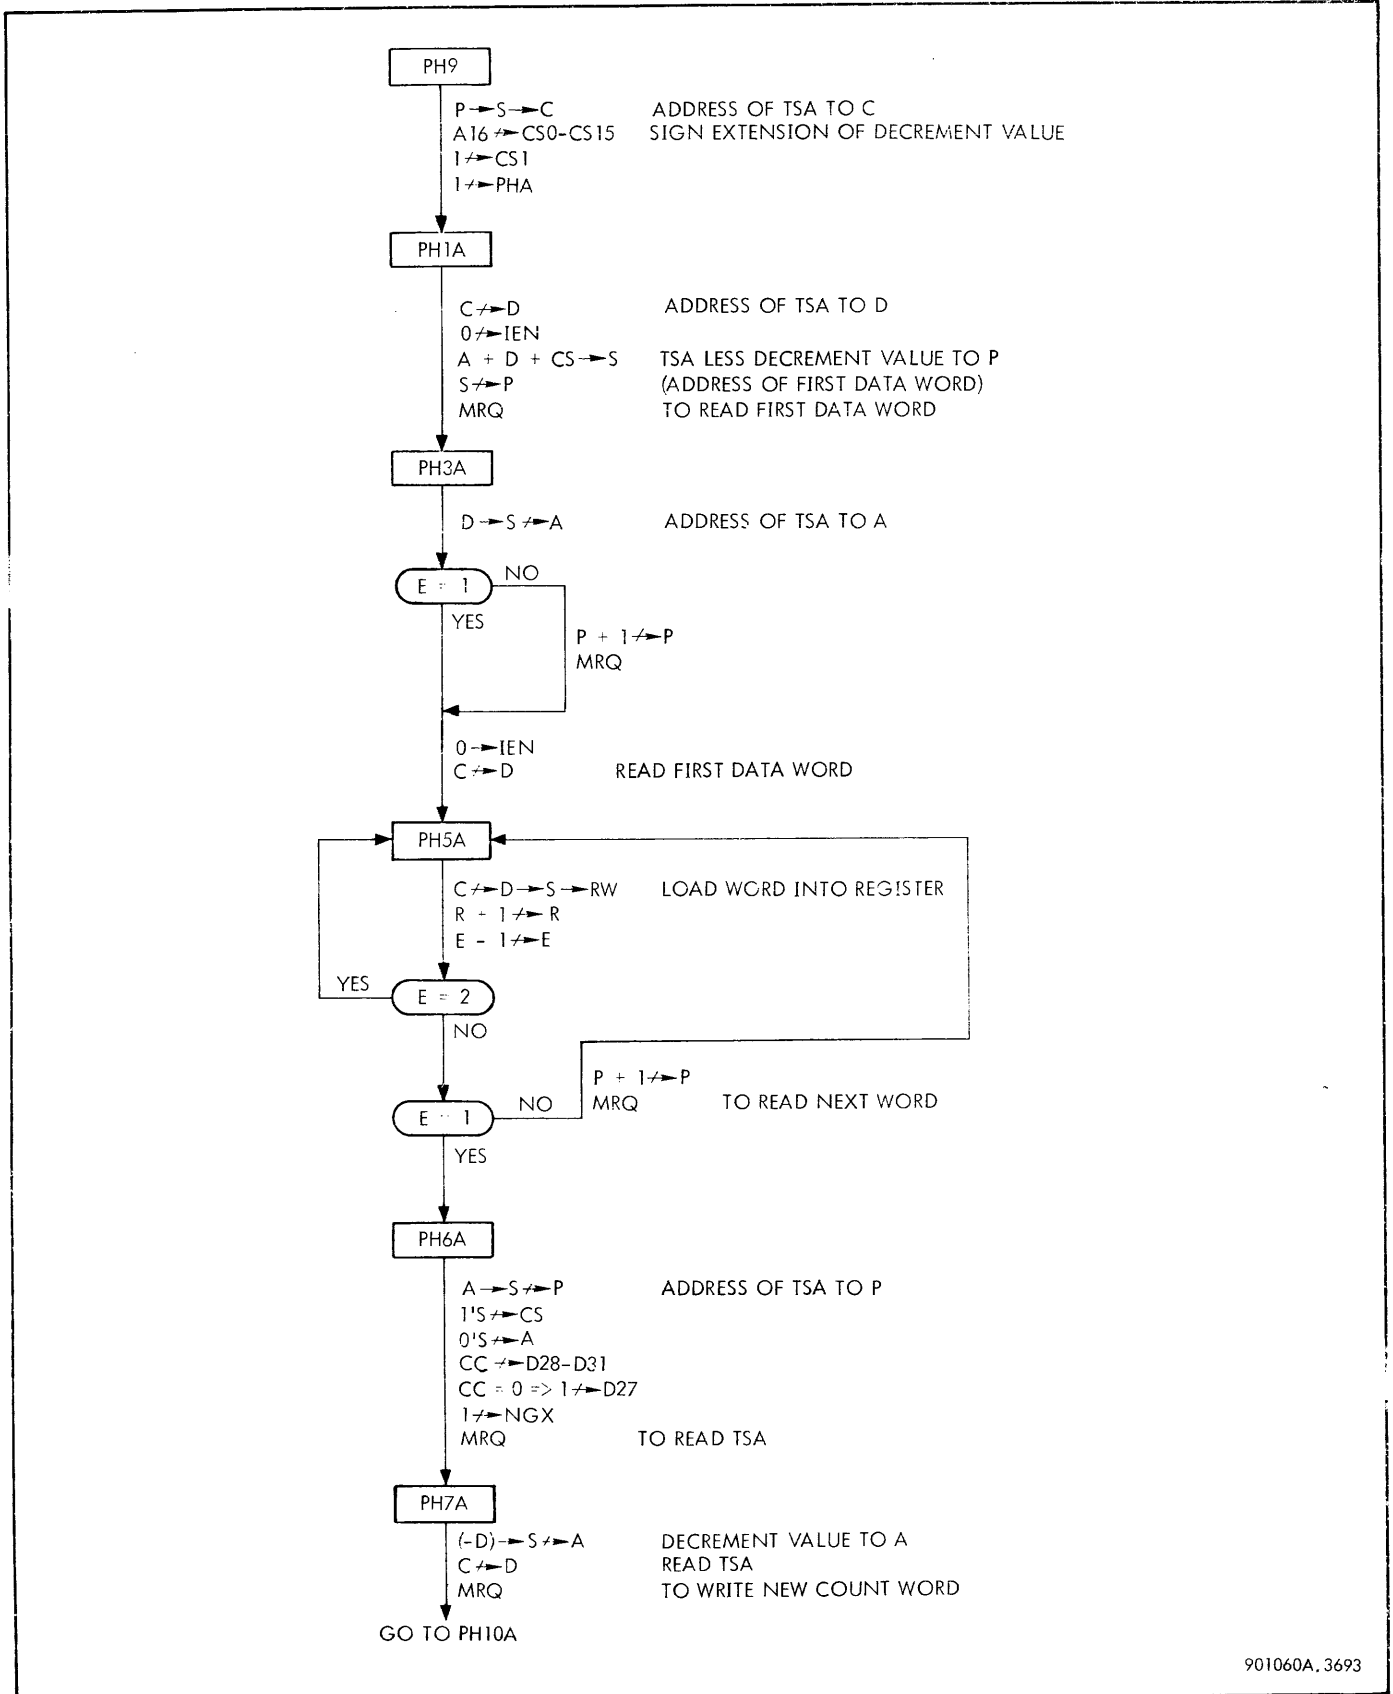 PH9
P→S→C ADDRESS OF TSA TO C
A16 ⇸ CS0-CS15 SIGN EXTENSION OF DECREMENT VALUE
1⇸CS1
1⇸PHA
PH1A
C⇸D ADDRESS OF TSA TO D
0⇸IEN
A + D + CS→S TSA LESS DECREMENT VALUE TO P
S⇸P (ADDRESS OF FIRST DATA WORD)
MRQ TO READ FIRST DATA WORD
PH3A
D→S⇸A ADDRESS OF TSA TO A
E = 1 NO
YES
P + 1⇸P
MRQ
0→IEN
C⇸D READ FIRST DATA WORD
PH5A
C⇸D→S→RW LOAD WORD INTO REGISTER
R + 1⇸R
E - 1⇸E
YES E = 2
NO
P + 1⇸P
E = 1 NO MRQ TO READ NEXT WORD
YES
PH6A
A→S⇸P ADDRESS OF TSA TO P
1'S⇸CS
0'S⇸A
CC ⇸D28-D31
CC = 0 => 1⇸D27
1⇸NGX
MRQ TO READ TSA
PH7A
(-D)→S⇸A DECREMENT VALUE TO A
C⇸D READ TSA
MRQ TO WRITE NEW COUNT WORD
GO TO PH10A
901060A.3693